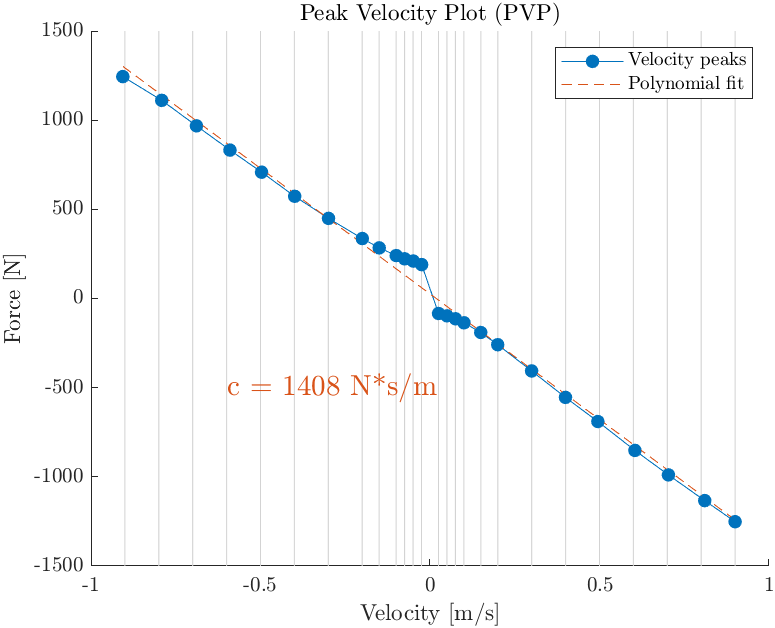 Peak Velocity Plot (PVP)
Velocity peaks
Polynomial fit
1500
1000
500
0
-500
-1000
-1500
Force [N]
c = 1408 N*s/m
-1
-0.5
0
0.5
1
Velocity [m/s]